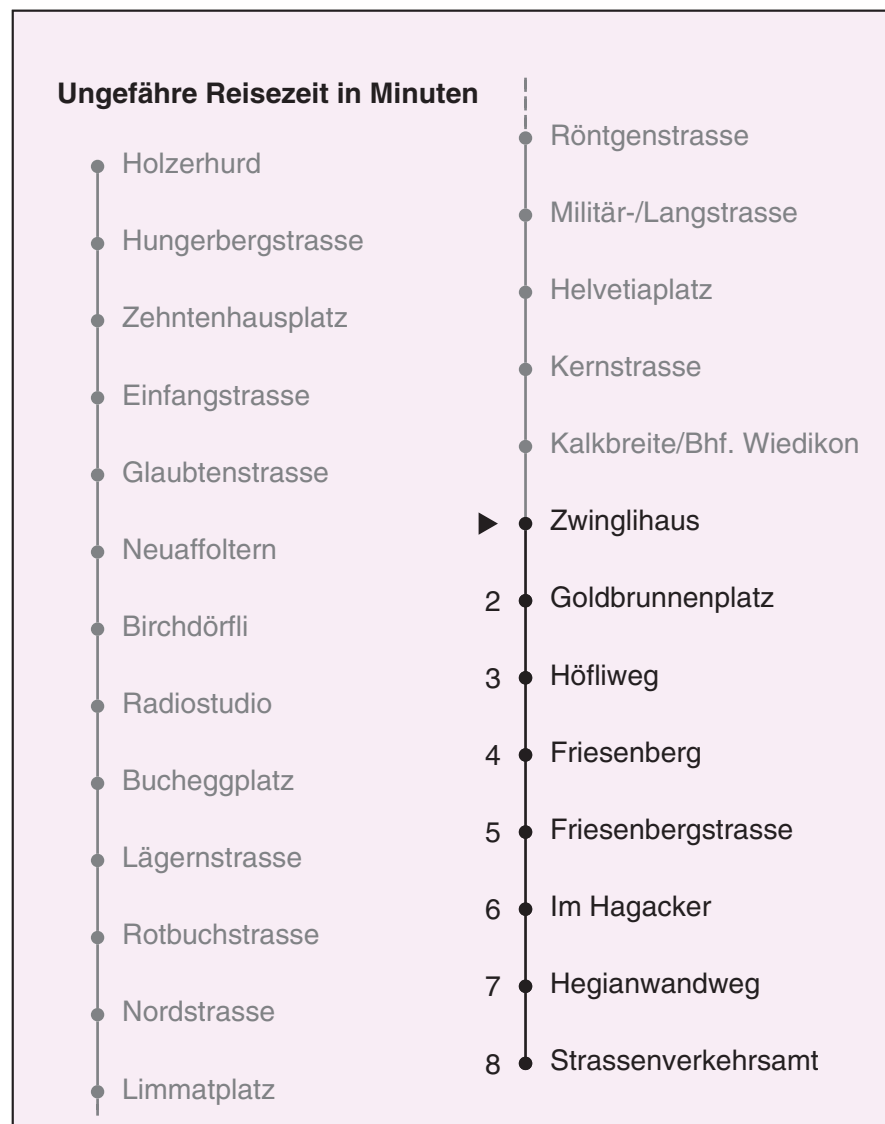 Ungefähre Reisezeit in Minuten
Holzerhurd
Hungerbergstrasse
Zehntenhausplatz
Einfangstrasse
Glaubtenstrasse
Neuaffoltern
Birchdörfli
Radiostudio
Bucheggplatz
Lägernstrasse
Rotbuchstrasse
Nordstrasse
Limmatplatz
Röntgenstrasse
Militär-/Langstrasse
Helvetiaplatz
Kernstrasse
Kalkbreite/Bhf. Wiedikon
Zwinglihaus
2 Goldbrunnenplatz
3 Höfliweg
4 Friesenberg
5 Friesenbergstrasse
6 Im Hagacker
7 Hegianwandweg
8 Strassenverkehrsamt